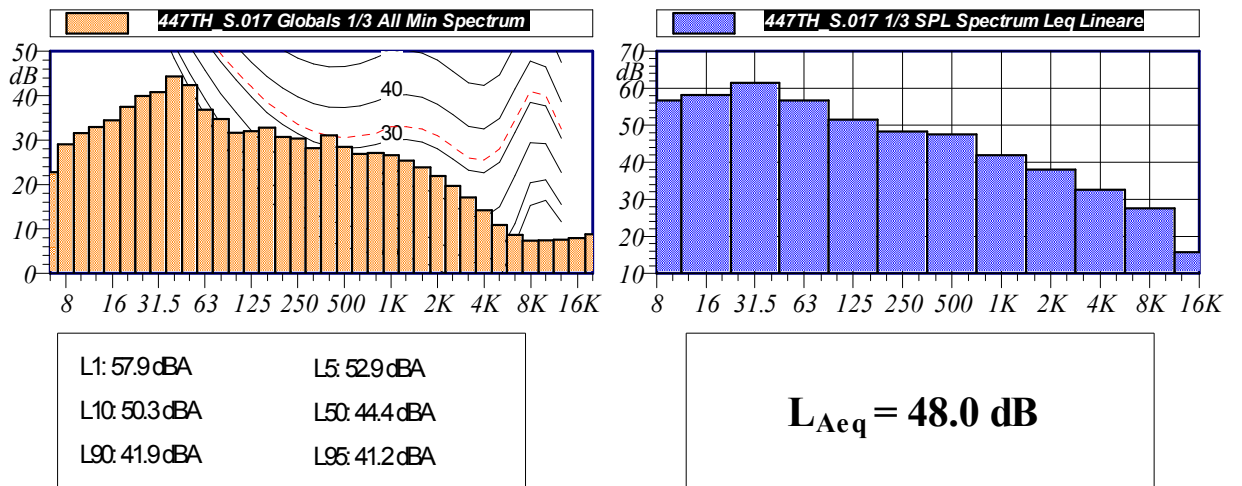 447TH_S.017 Globals 1/3 All Min Spectrum
50
dB
40
30
20
10
0
40
30
8 16 31.5 63 125 250 500 1K 2K 4K 8K 16K
447TH_S.017 1/3 SPL Spectrum Leq Lineare
70
dB
60
50
40
30
20
10
8 16 31.5 63 125 250 500 1K 2K 4K 8K 16K
L1: 57.9 dBA L5: 52.9 dBA
L10: 50.3 dBA L50: 44.4 dBA
L90: 41.9 dBA L95: 41.2 dBA
LAeq = 48.0 dB